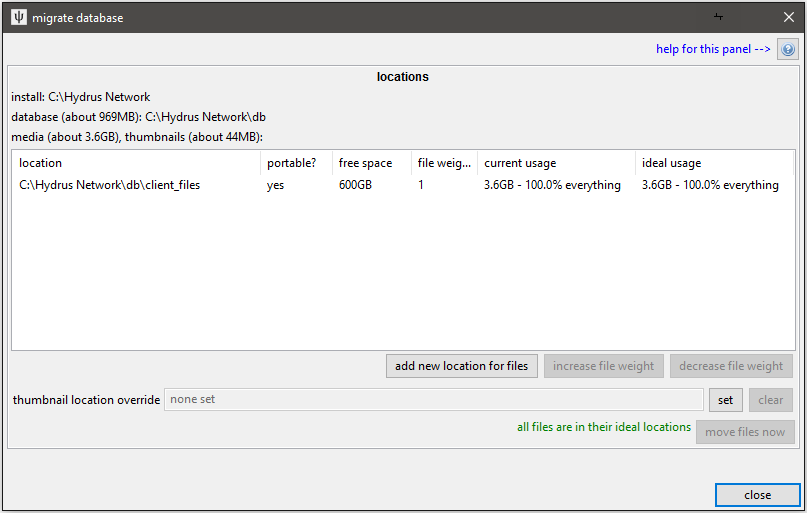 migrate database
help for this panel -->
locations
install: C:\Hydrus Network
database (about 969MB): C:\Hydrus Network\db
media (about 3.6GB), thumbnails (about 44MB):
location portable? free space file weig... current usage ideal usage
C:\Hydrus Network\db\client_files yes 600GB 1 3.6GB - 100.0% everything 3.6GB - 100.0% everything
add new location for files increase file weight decrease file weight
thumbnail location override none set set clear
all files are in their ideal locations move files now
close